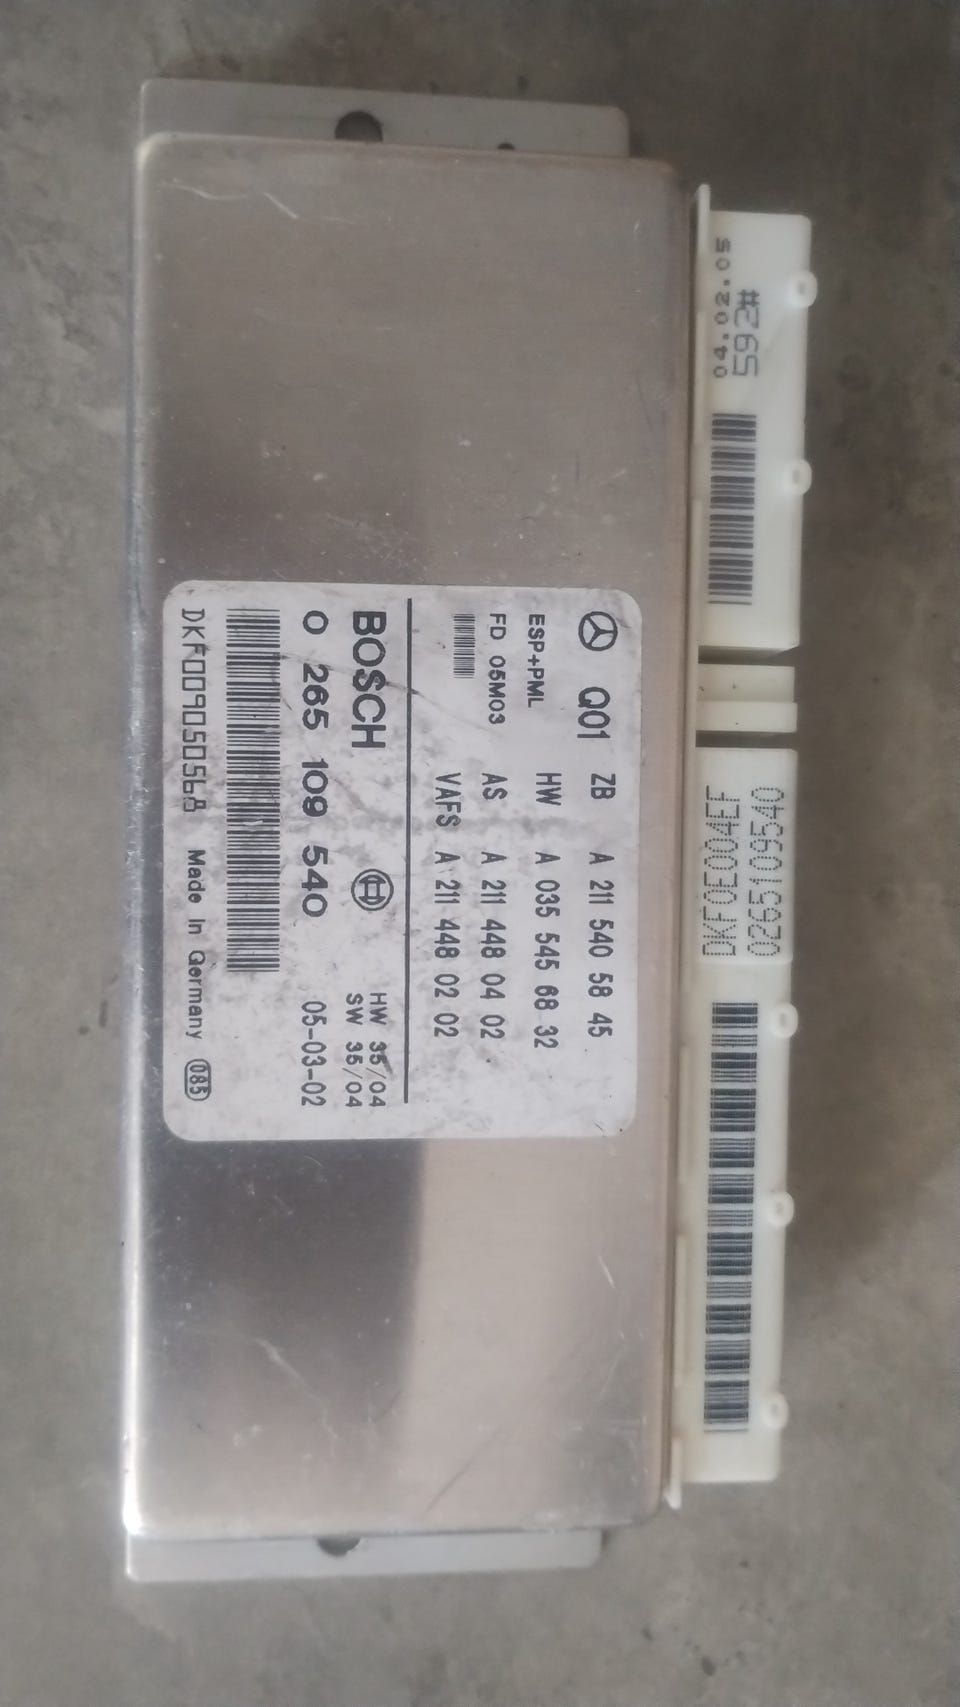 Q01 ZB A 211 540 58 45
ESP+PML HW A 035 545 68 32
FD 05M03 AS A 211 448 04 02
VAFS A 211 448 02 02
BOSCH HW 35/04
SW 35/04
0 265 109 540 05-03-02
DKF00905056B Made In Germany 085
04.02.05
592#
DKF0E004EF
0265109540